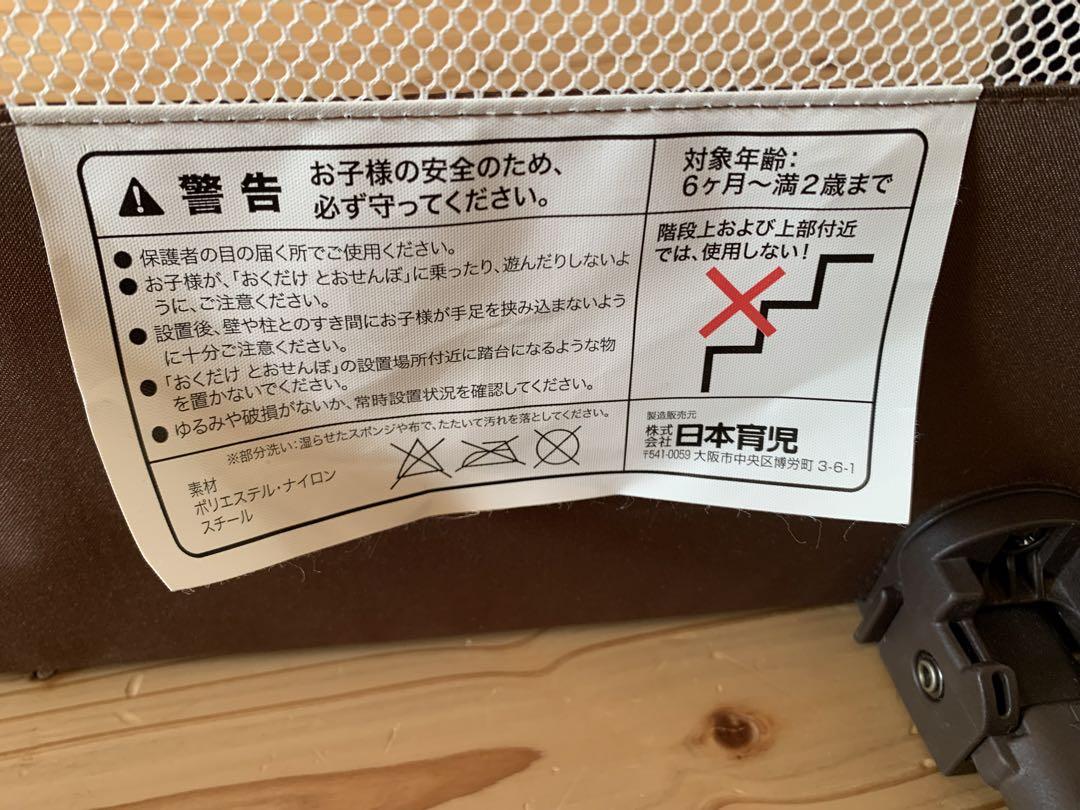 警告
お子様の安全のため、
必ず守ってください。
対象年齢：
6ヶ月～満2歳まで
●保護者の目の届く所でご使用ください。
●お子様が、「おくだけ とおせんぼ」に乗ったり、遊んだりしないよ
うに、ご注意ください。
●設置後、壁や柱とのすき間にお子様が手足を挟み込まないよう
に十分ご注意ください。
●「おくだけ とおせんぼ」の設置場所付近に踏台になるような物
を置かないでください。
●ゆるみや破損がないか、常時設置状況を確認してください。
階段上および上部付近
では、使用しない！
※部分洗い：湿らせたスポンジや布で、たたいて汚れを落としてください。
素材
ポリエステル・ナイロン
スチール
製造販売元
株式会社日本育児
〒541-0059 大阪市中央区博労町 3-6-1